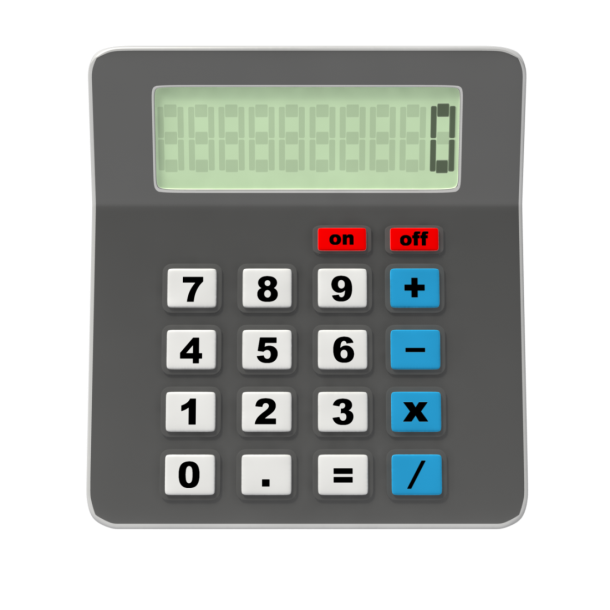 0
on off
7 8 9 +
4 5 6 −
1 2 3 x
0 . = /